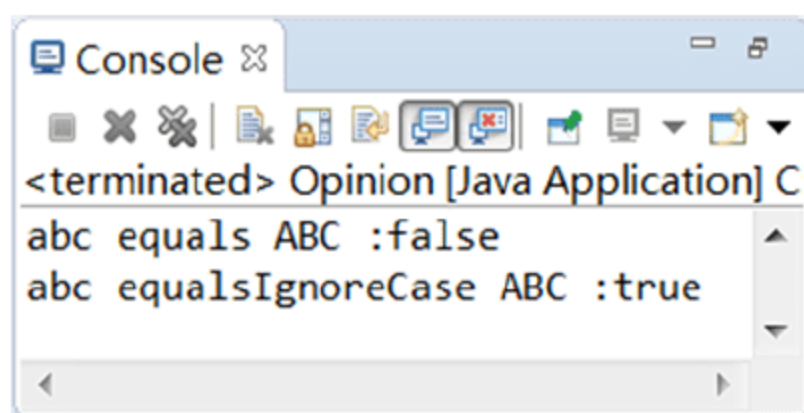 Console
<terminated> Opinion [Java Application] C
abc equals ABC :false
abc equalsIgnoreCase ABC :true